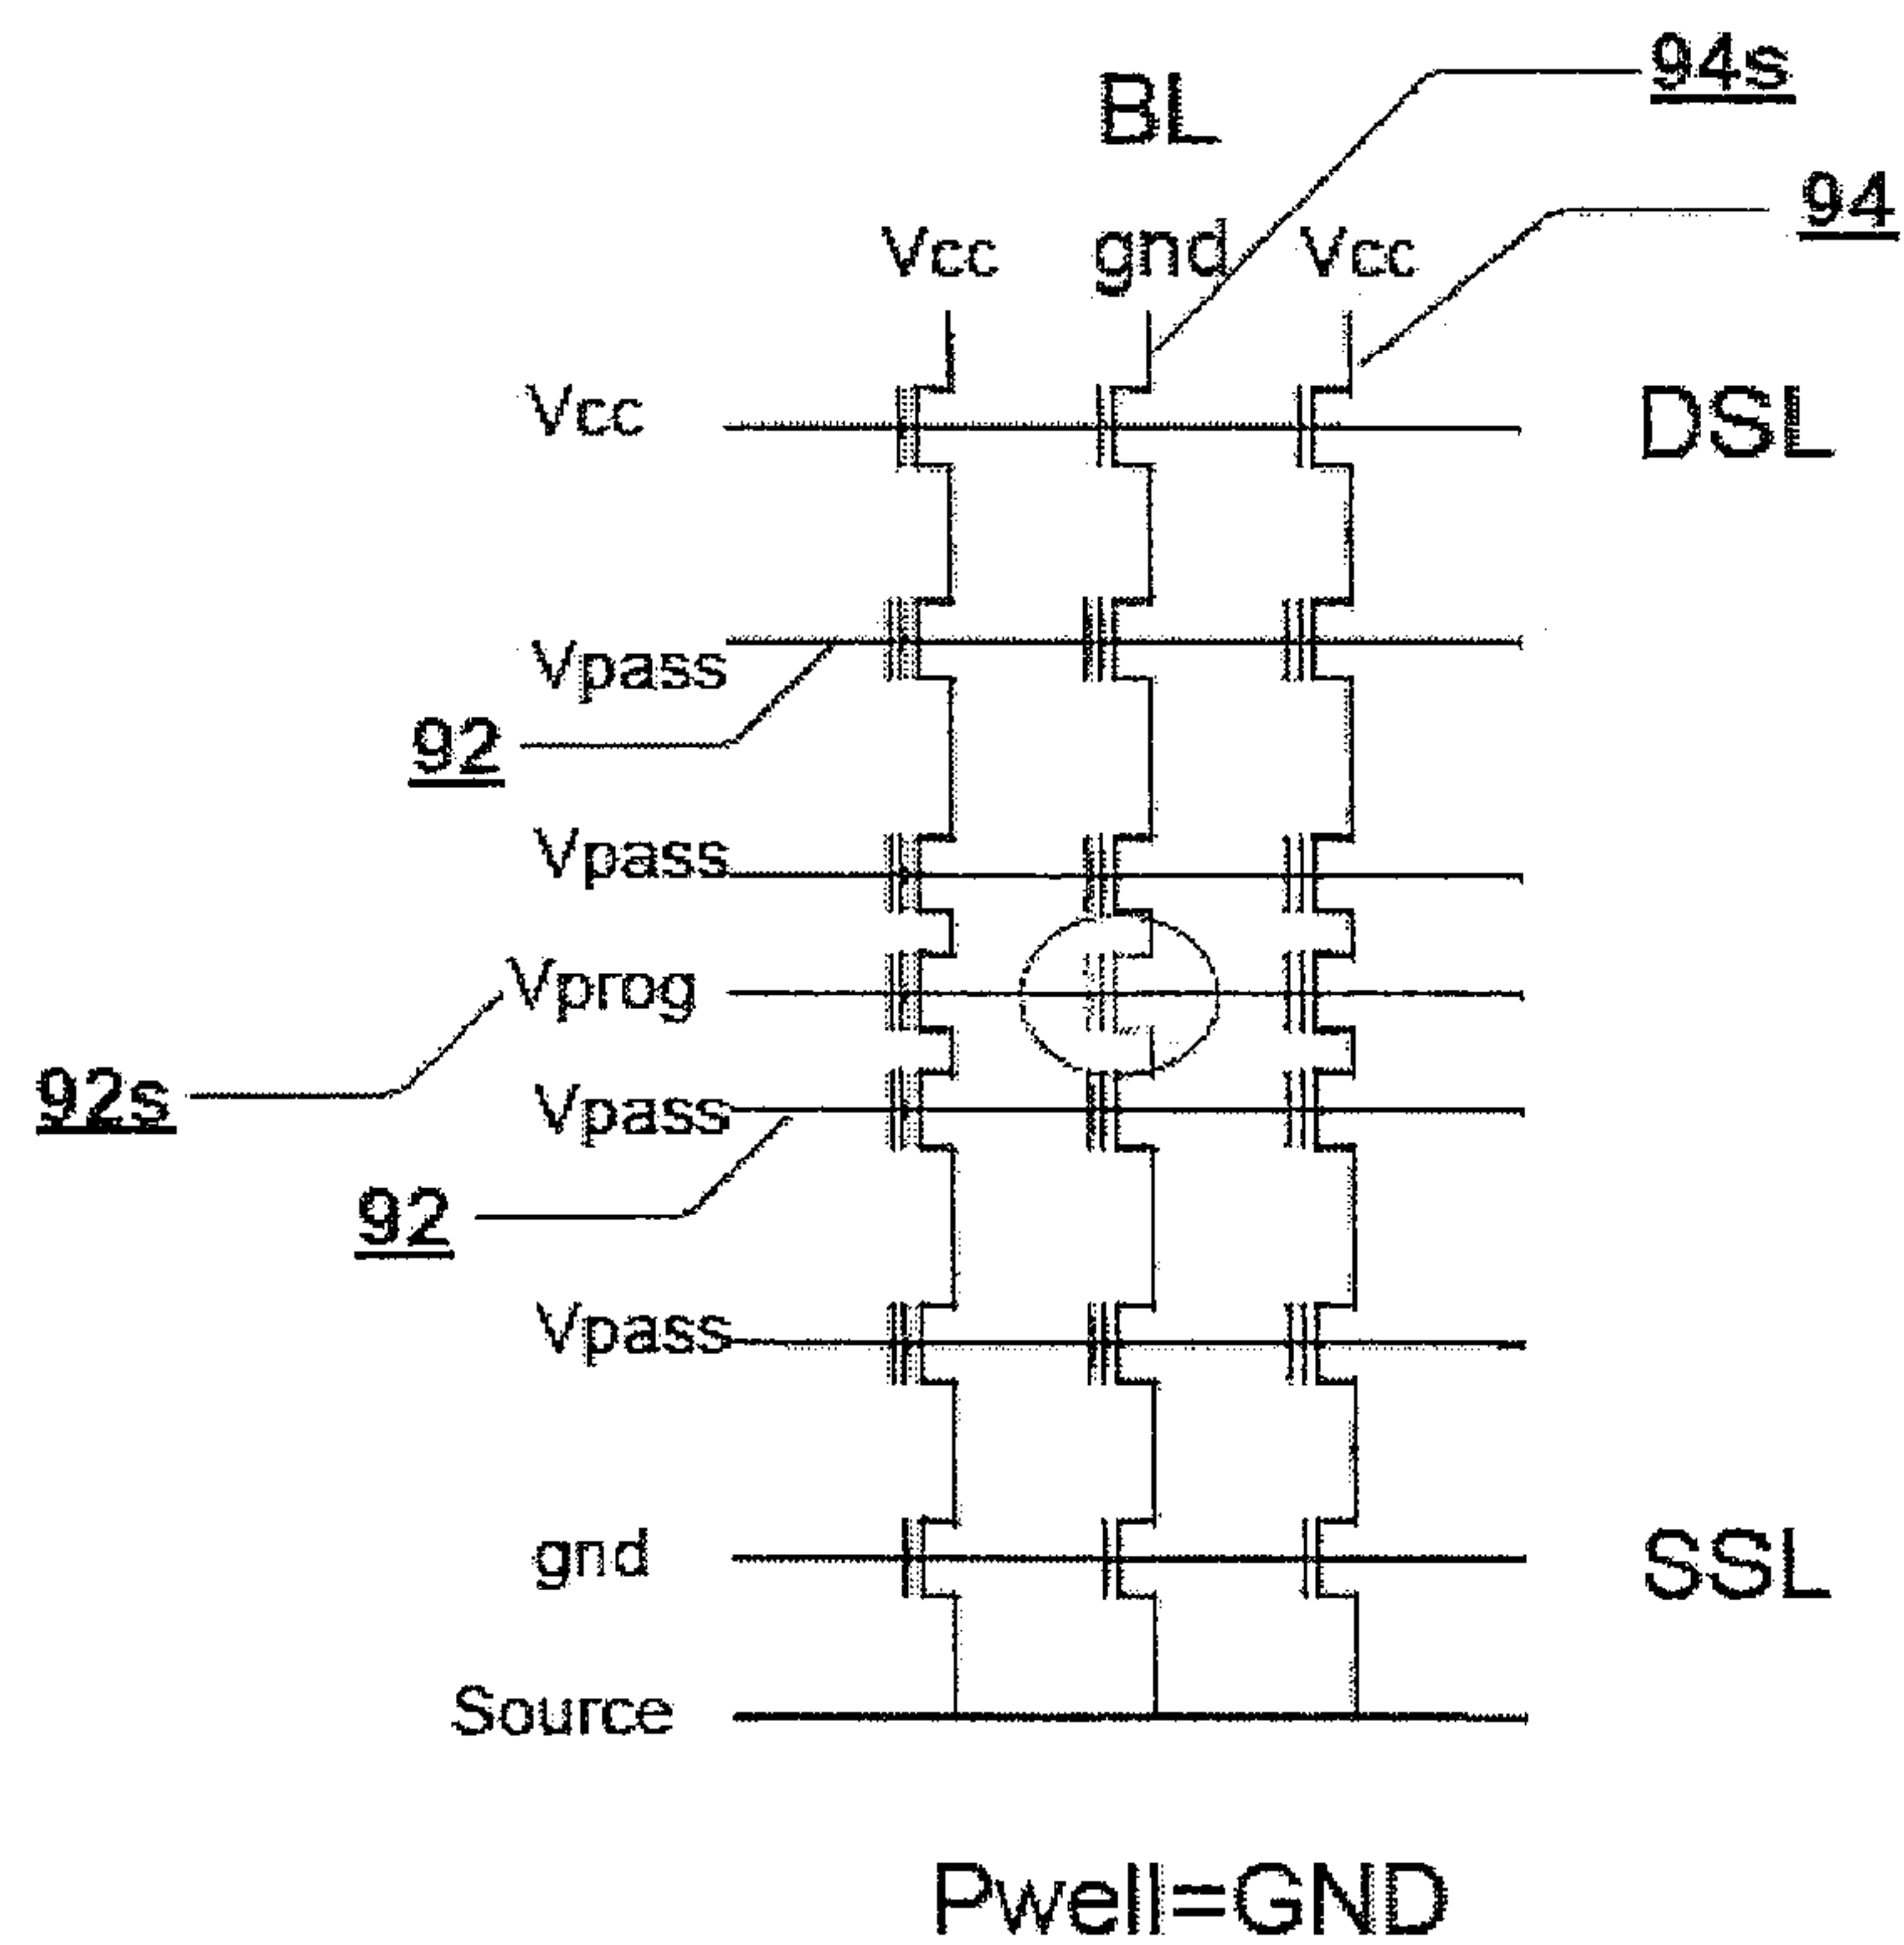 94s
BL
94
Vcc gnd Vcc
Vcc DSL
Vpass
92
Vpass
Vprog
92s
Vpass
92
Vpass
gnd SSL
Source
Pwell=GND